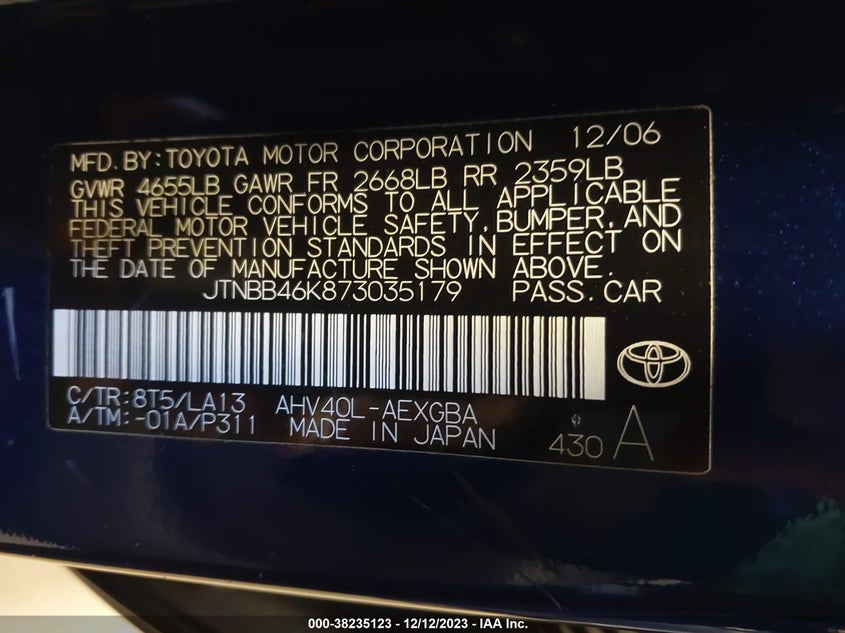 MFD. BY: TOYOTA MOTOR CORPORATION 12/06
GVWR 4655LB GAWR FR 2668LB RR 2359LB
THIS VEHICLE CONFORMS TO ALL APPLICABLE
FEDERAL MOTOR VEHICLE SAFETY, BUMPER, AND
THEFT PREVENTION STANDARDS IN EFFECT ON
THE DATE OF MANUFACTURE SHOWN ABOVE.
JTNBB46K873035179 PASS. CAR
C/TR: 8T5/LA13 AHV40L-AEXGBA
A/TM: -01A/P311 MADE IN JAPAN
430 A
000-38235123 - 12/12/2023 - IAA Inc.